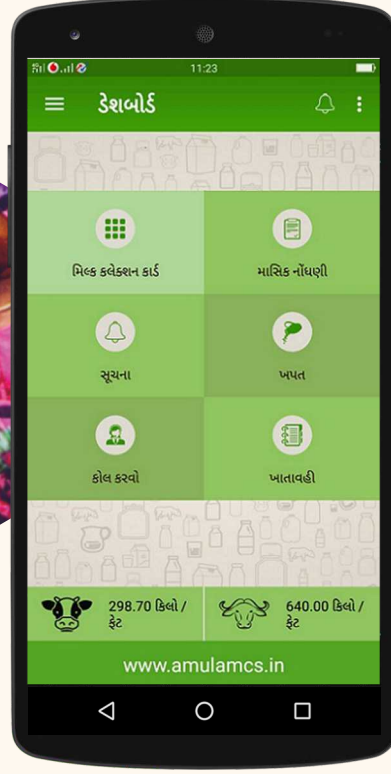 11:23
ડેશબોર્ડ
મિલ્ક કલેક્શન કાર્ડ
માસિક નોંધણી
સૂચના
ખપત
કોલ કરવો
ખાતાવહી
298.70 કિલો /
ફેટ
640.00 કિલો /
ફેટ
www.amulamcs.in